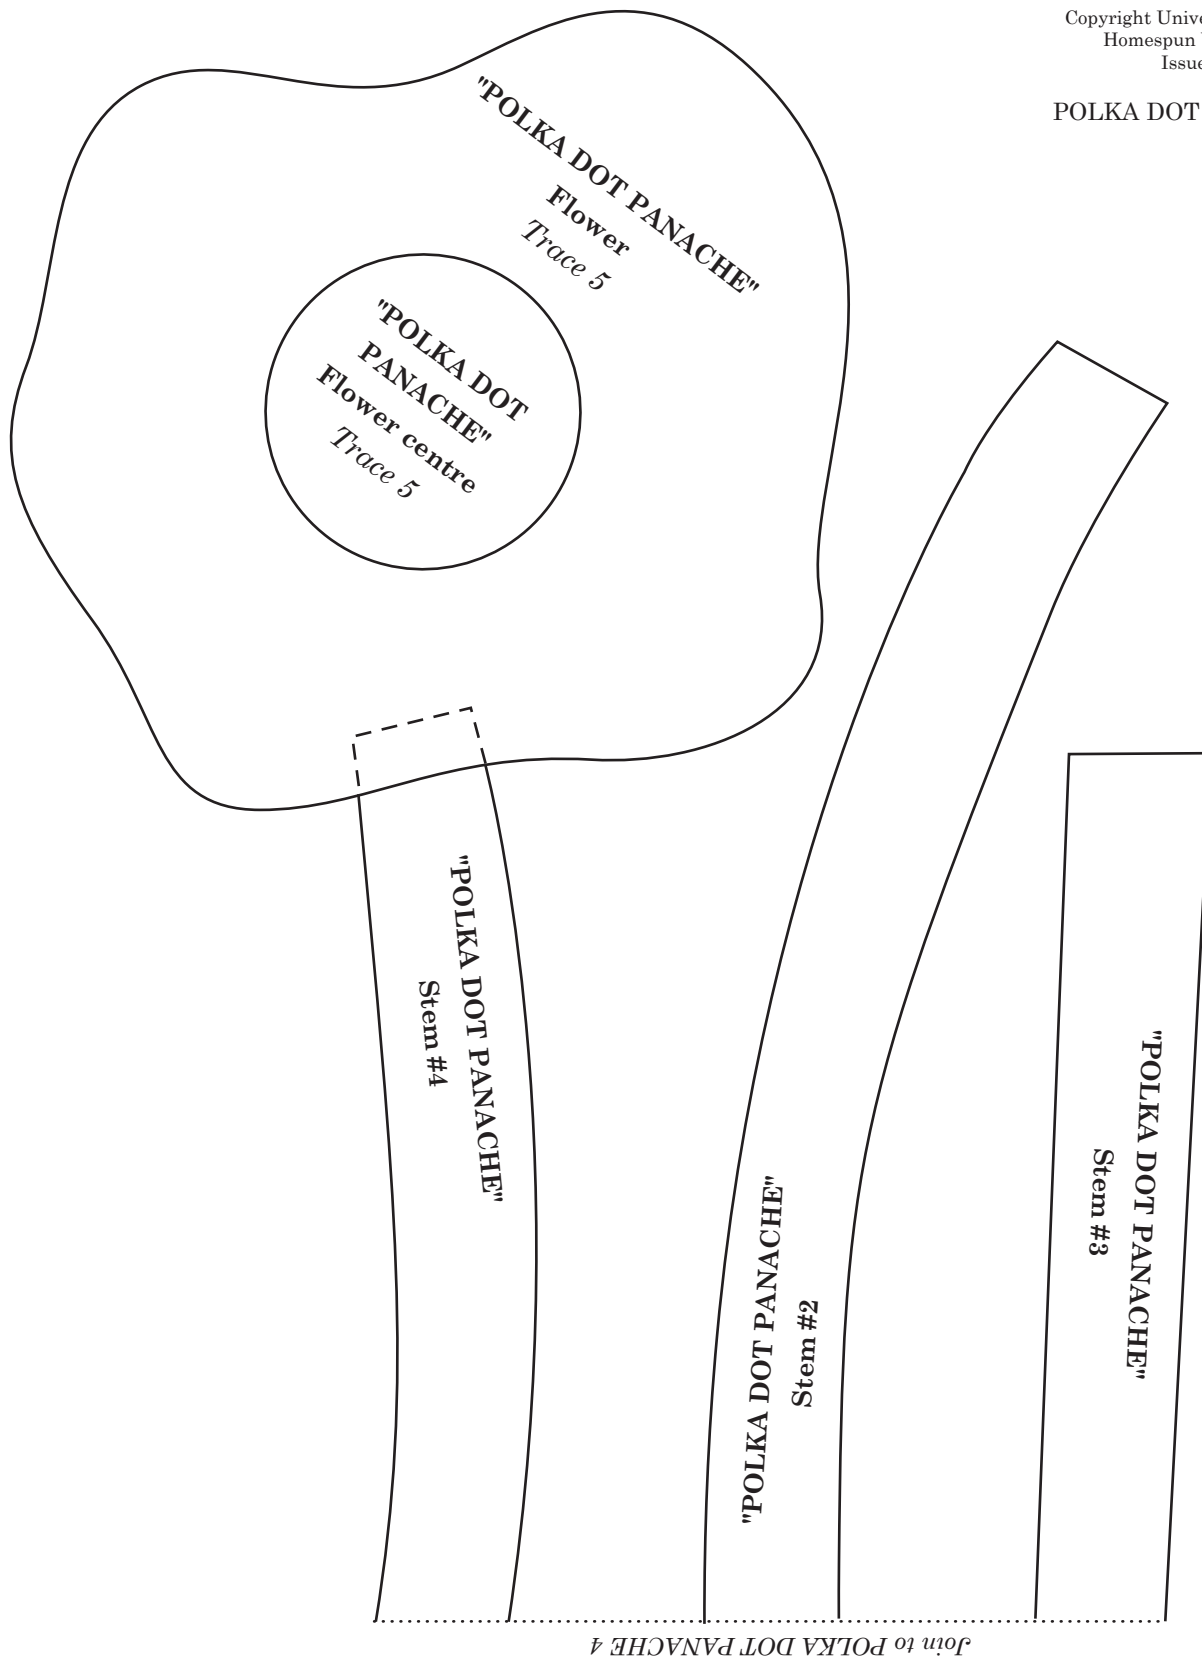 Copyright Unive
Homespun
Issue
POLKA DOT
"POLKA DOT PANACHE"
Flower
Trace 5
"POLKA DOT
PANACHE"
Flower centre
Trace 5
"POLKA DOT PANACHE"
Stem #4
"POLKA DOT PANACHE"
Stem #2
"POLKA DOT PANACHE"
Stem #3
Join to POLKA DOT PANACHE 4